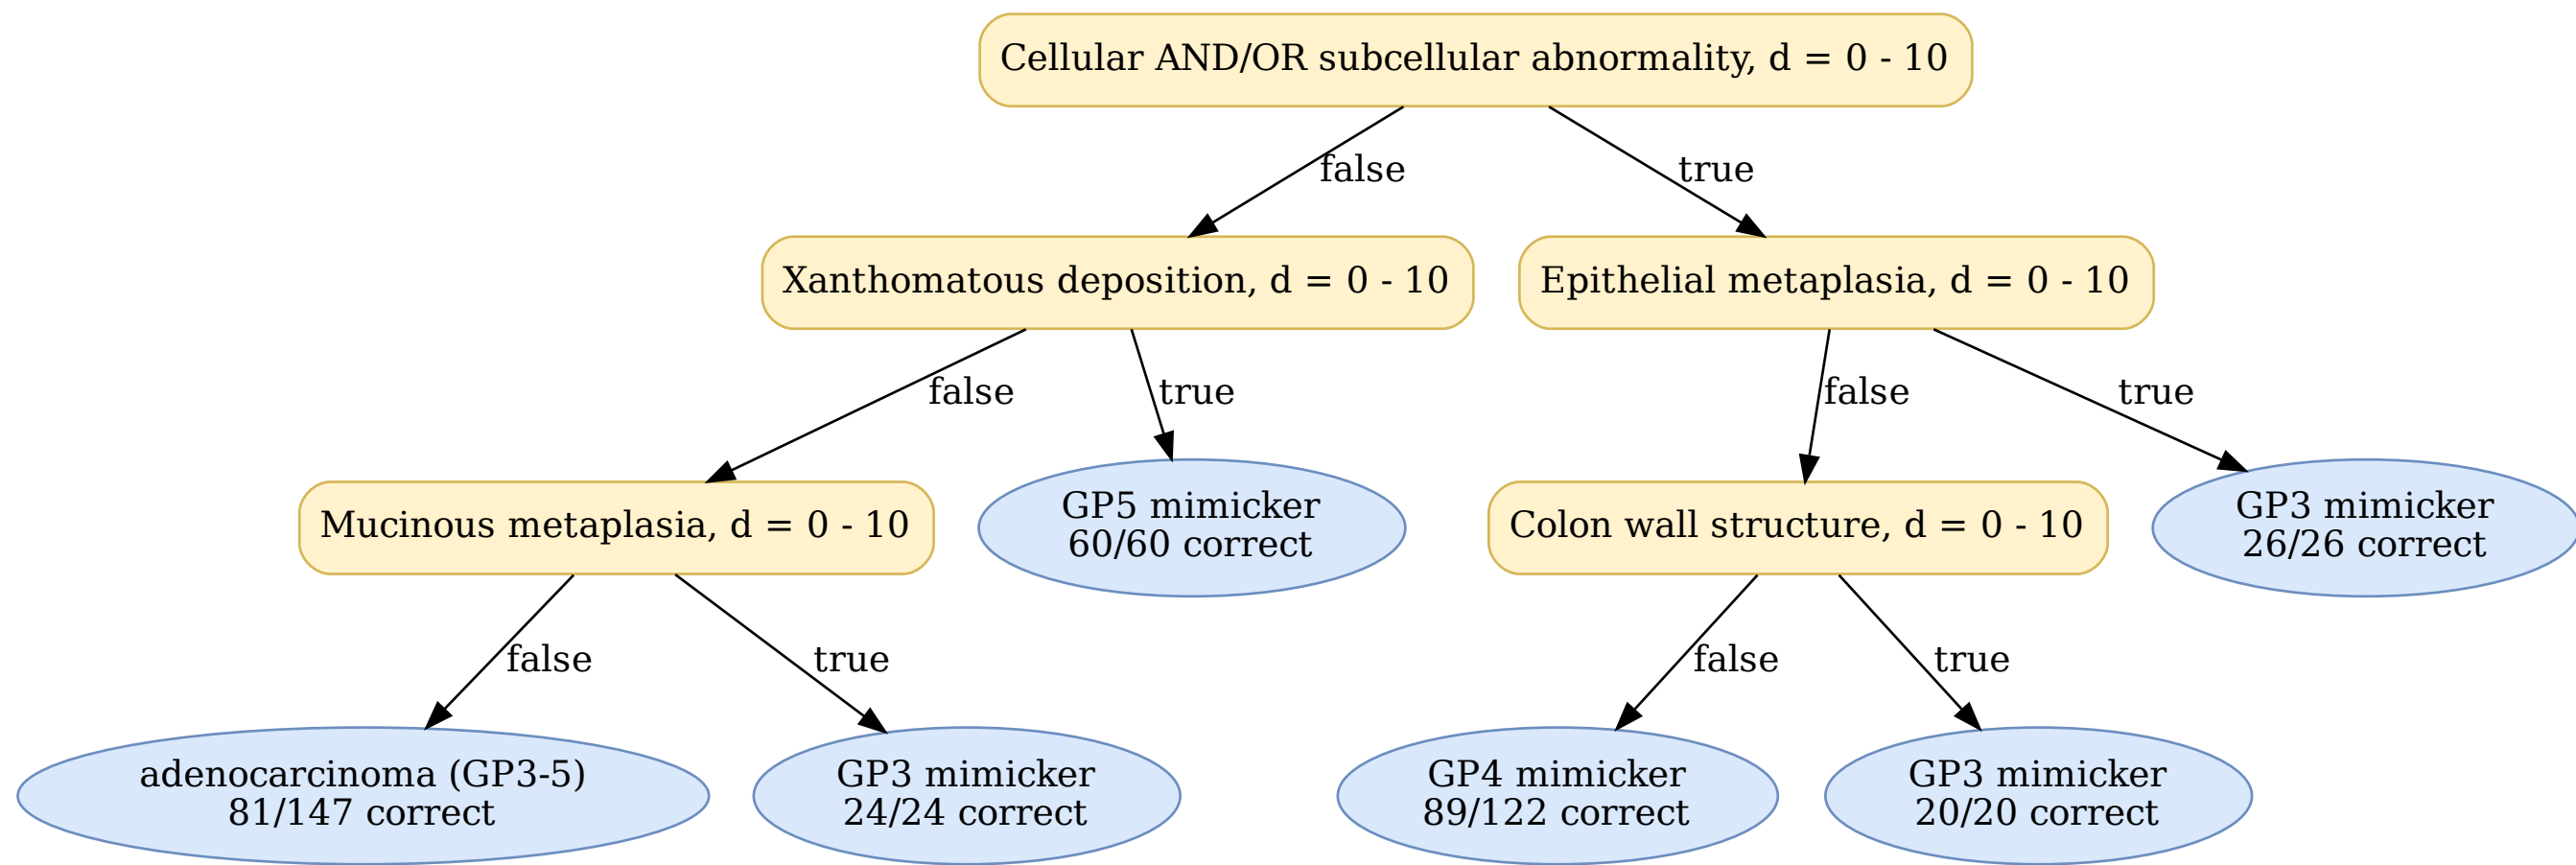 Cellular AND/OR subcellular abnormality, d = 0 - 10
false
true
Xanthomatous deposition, d = 0 - 10
Epithelial metaplasia, d = 0 - 10
false
true
false
true
Mucinous metaplasia, d = 0 - 10
GP5 mimicker
60/60 correct
Colon wall structure, d = 0 - 10
GP3 mimicker
26/26 correct
false
true
false
true
adenocarcinoma (GP3-5)
81/147 correct
GP3 mimicker
24/24 correct
GP4 mimicker
89/122 correct
GP3 mimicker
20/20 correct